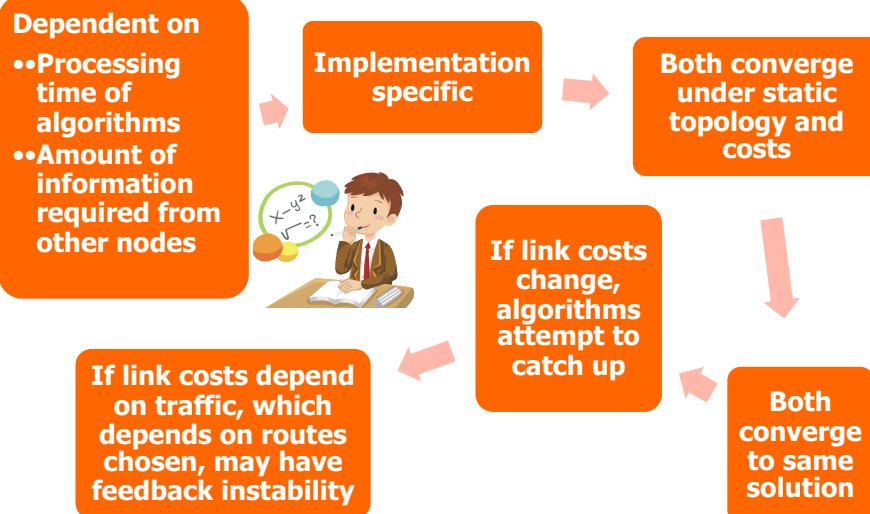 Dependent on
••Processing
time of
algorithms
••Amount of
information
required from
other nodes
Implementation
specific
Both converge
under static
topology and
costs
Both
converge
to same
solution
If link costs
change,
algorithms
attempt to
catch up
If link costs depend
on traffic, which
depends on routes
chosen, may have
feedback instability
x-y²
√=?